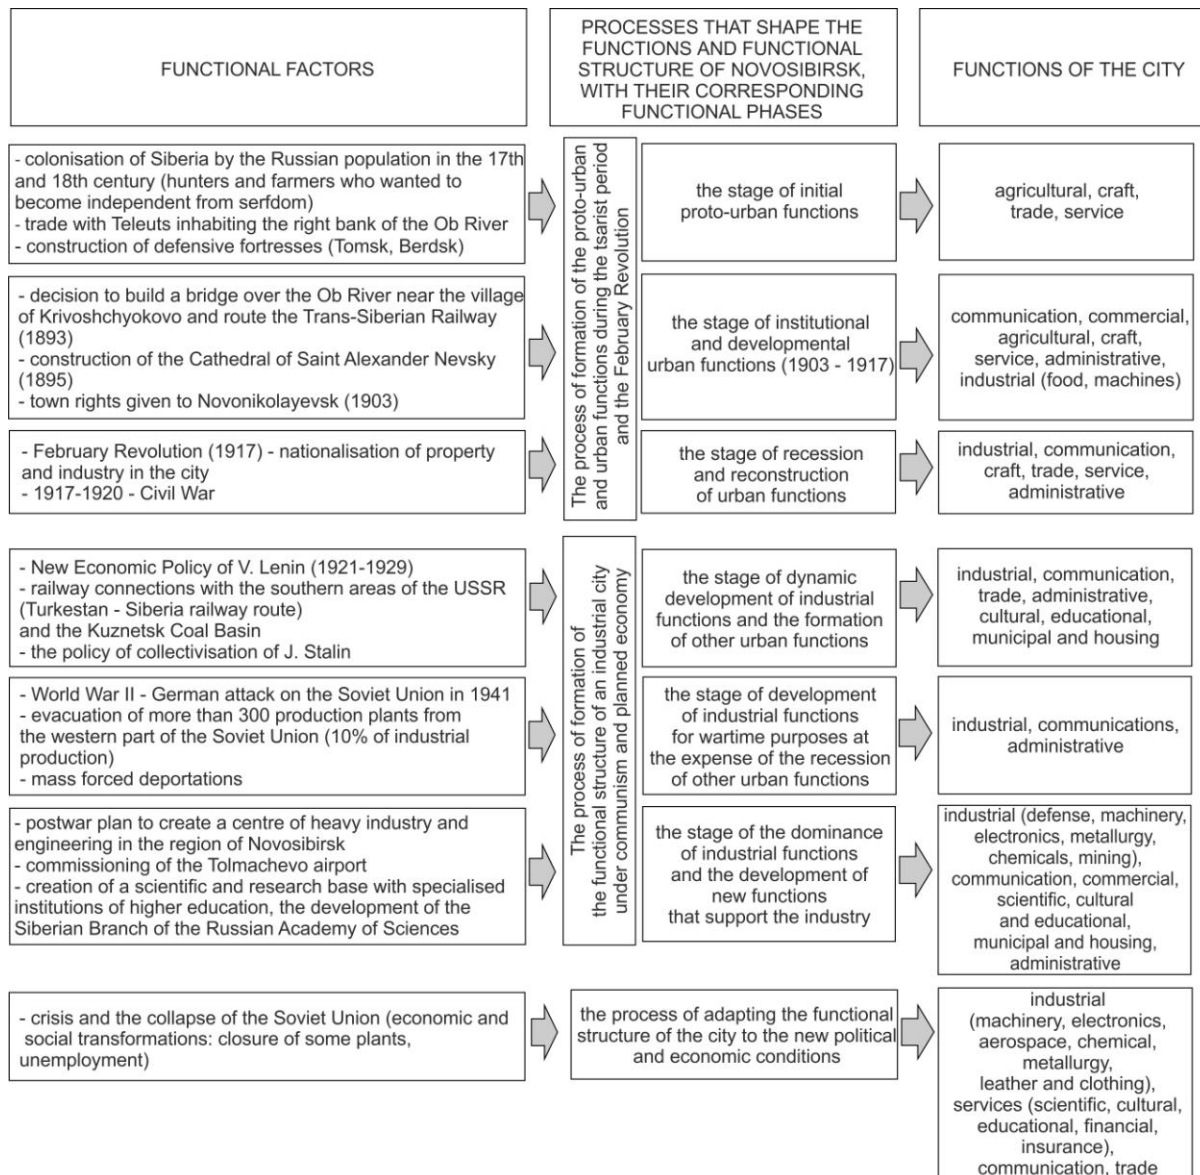 FUNCTIONAL FACTORS
PROCESSES THAT SHAPE THE
FUNCTIONS AND FUNCTIONAL
STRUCTURE OF NOVOSIBIRSK,
WITH THEIR CORRESPONDING
FUNCTIONAL PHASES
FUNCTIONS OF THE CITY
The process of formation of the proto-urban
and urban functions during the tsarist period
and the February Revolution
- colonisation of Siberia by the Russian population in the 17th
and 18th century (hunters and farmers who wanted to
become independent from serfdom)
- trade with Teleuts inhabiting the right bank of the Ob River
- construction of defensive fortresses (Tomsk, Berdsk)
the stage of initial
proto-urban functions
agricultural, craft,
trade, service
- decision to build a bridge over the Ob River near the village
of Krivoshchyokovo and route the Trans-Siberian Railway
(1893)
- construction of the Cathedral of Saint Alexander Nevsky
(1895)
- town rights given to Novonikolayevsk (1903)
the stage of institutional
and developmental
urban functions (1903 - 1917)
communication, commercial,
agricultural, craft,
service, administrative,
industrial (food, machines)
- February Revolution (1917) - nationalisation of property
and industry in the city
- 1917-1920 - Civil War
the stage of recession
and reconstruction
of urban functions
industrial, communication,
craft, trade, service,
administrative
The process of formation of
the functional structure of an industrial city
under communism and planned economy
- New Economic Policy of V. Lenin (1921-1929)
- railway connections with the southern areas of the USSR
(Turkestan - Siberia railway route)
and the Kuznetsk Coal Basin
- the policy of collectivisation of J. Stalin
the stage of dynamic
development of industrial
functions and the formation
of other urban functions
industrial, communication,
trade, administrative,
cultural, educational,
municipal and housing
- World War II - German attack on the Soviet Union in 1941
- evacuation of more than 300 production plants from
the western part of the Soviet Union (10% of industrial
production)
- mass forced deportations
the stage of development
of industrial functions
for wartime purposes at
the expense of the recession
of other urban functions
industrial, communications,
administrative
- postwar plan to create a centre of heavy industry and
engineering in the region of Novosibirsk
- commissioning of the Tolmachevo airport
- creation of a scientific and research base with specialised
institutions of higher education, the development of the
Siberian Branch of the Russian Academy of Sciences
the stage of the dominance
of industrial functions
and the development of
new functions
that support the industry
industrial (defense, machinery,
electronics, metallurgy,
chemicals, mining),
communication, commercial,
scientific, cultural
and educational,
municipal and housing,
administrative
- crisis and the collapse of the Soviet Union (economic and
social transformations: closure of some plants,
unemployment)
the process of adapting the functional
structure of the city to the new political
and economic conditions
industrial
(machinery, electronics,
aerospace, chemical,
metallurgy,
leather and clothing),
services (scientific, cultural,
educational, financial,
insurance),
communication, trade